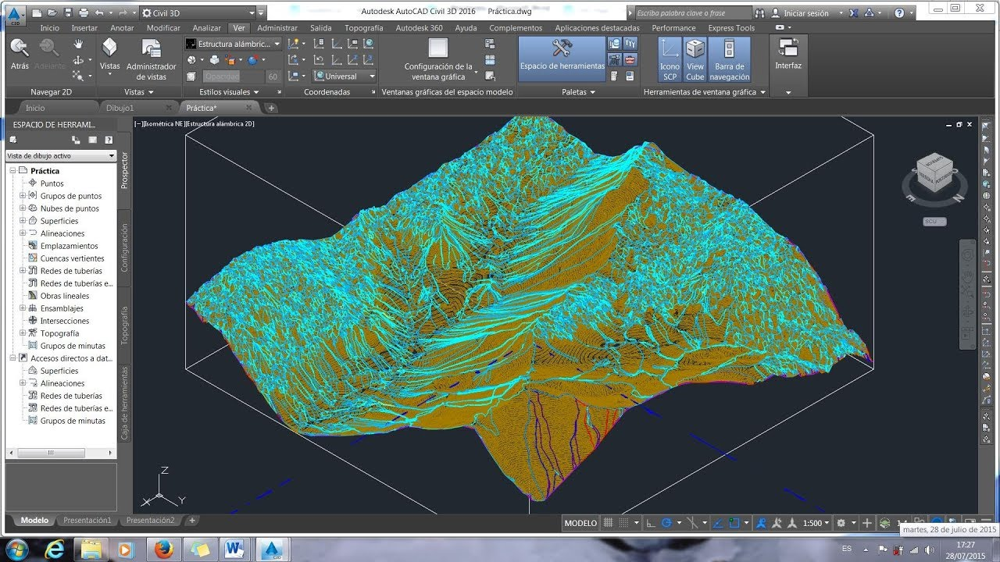 Civil 3D
Autodesk AutoCAD Civil 3D 2016 Práctica.dwg
Escriba palabra clave o frase
Iniciar sesión
Inicio Insertar Anotar Modificar Analizar Ver Administrar Salida Topografía Autodesk 360 Ayuda Complementos Aplicaciones destacadas Performance Express Tools
Atrás Adelante
Navegar 2D
Vistas
Administrador
de vistas
Vistas
Estructura alámbric...
Opacidad 60
Estilos visuales
Universal
Coordenadas
Configuración de la
ventana gráfica
Ventanas gráficas del espacio modelo
Espacio de herramientas
Paletas
Icono
SCP
View
Cube
Barra de
navegación
Herramientas de ventana gráfica
Interfaz
Inicio Dibujo1 Práctica*
ESPACIO DE HERRAMI...
Vista de dibujo activo
Práctica
Puntos
Grupos de puntos
Nubes de puntos
Superficies
Alineaciones
Emplazamientos
Cuencas vertientes
Redes de tuberías
Redes de tuberías e...
Obras lineales
Ensamblajes
Intersecciones
Topografía
Grupos de minutas
Accesos directos a dat...
Superficies
Alineaciones
Redes de tuberías
Redes de tuberías e...
Grupos de minutas
Prospector
Configuración
Topografía
Caja de herramientas
[−][Isométrica NE][Estructura alámbrica 2D]
E N
SCU
Z
X Y
Modelo Presentación1 Presentación2
MODELO 1:500
martes, 28 de julio de 2015
ES
17:27
28/07/2015